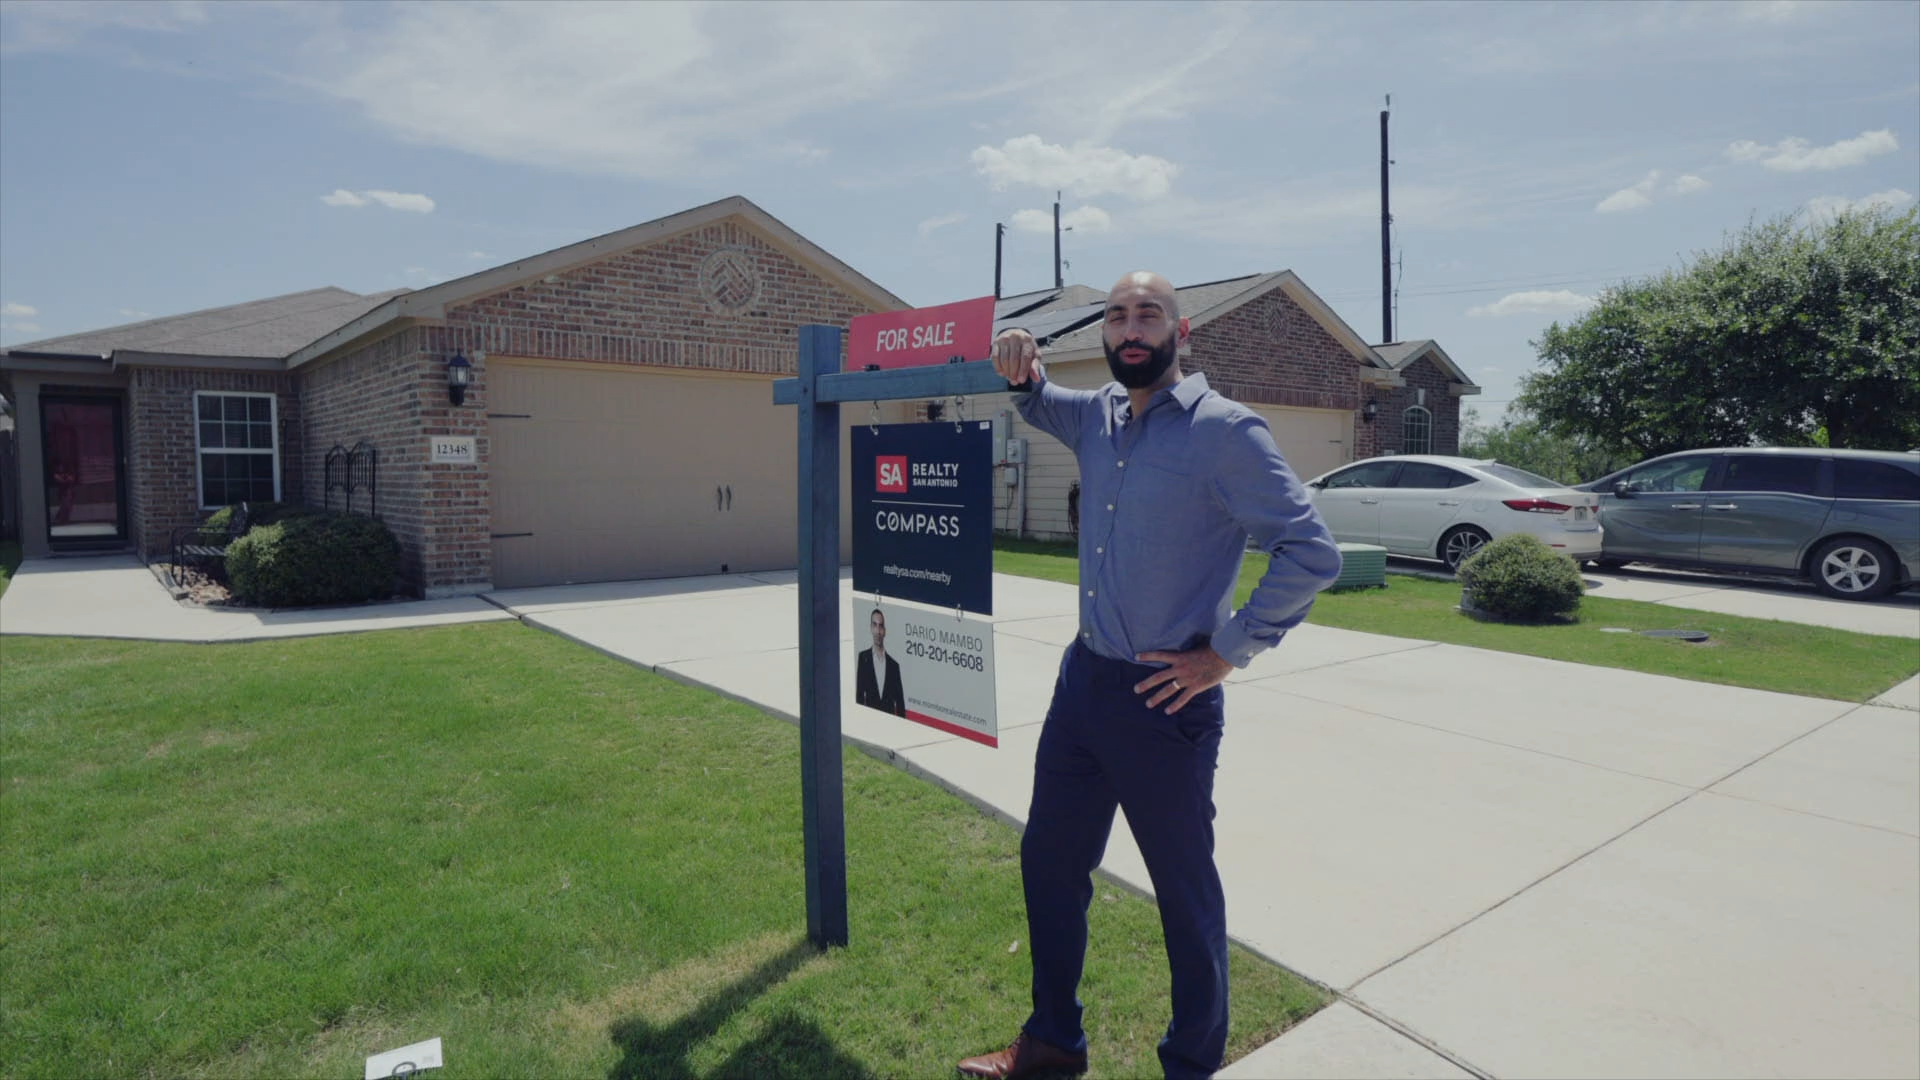 FOR SALE
12348
SA REALTY
SAN ANTONIO
COMPASS
realtysa.com/nearby
DARIO MAMBO
210-201-6608